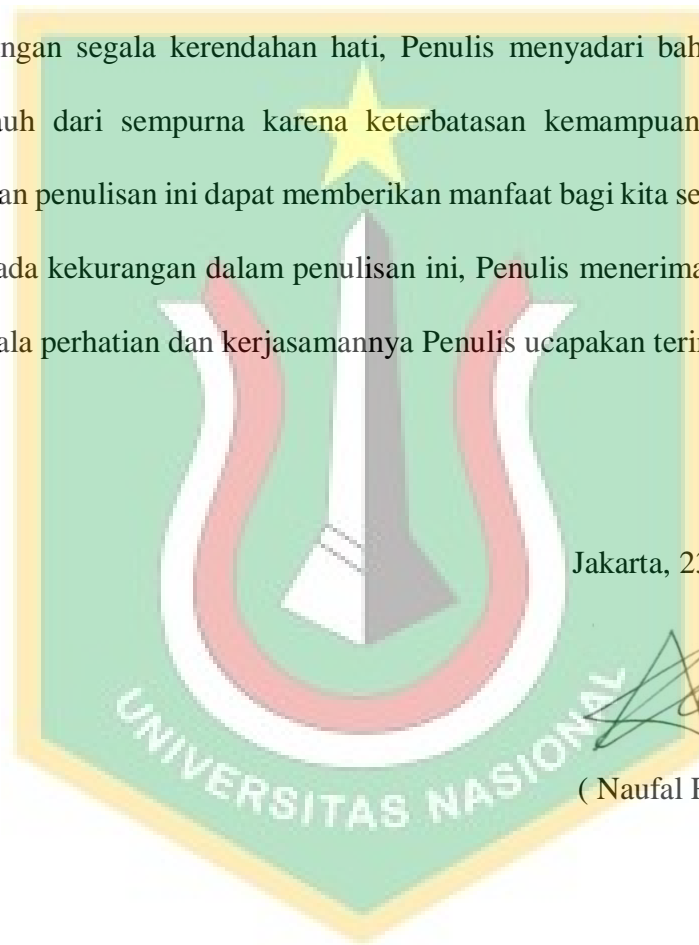 ngan segala kerendahan hati, Penulis menyadari bah
uh dari sempurna karena keterbatasan kemampuan
an penulisan ini dapat memberikan manfaat bagi kita se
ada kekurangan dalam penulisan ini, Penulis menerima
ala perhatian dan kerjasamannya Penulis ucapakan teri
Jakarta, 23
( Naufal
UNIVERSITAS NASIONAL